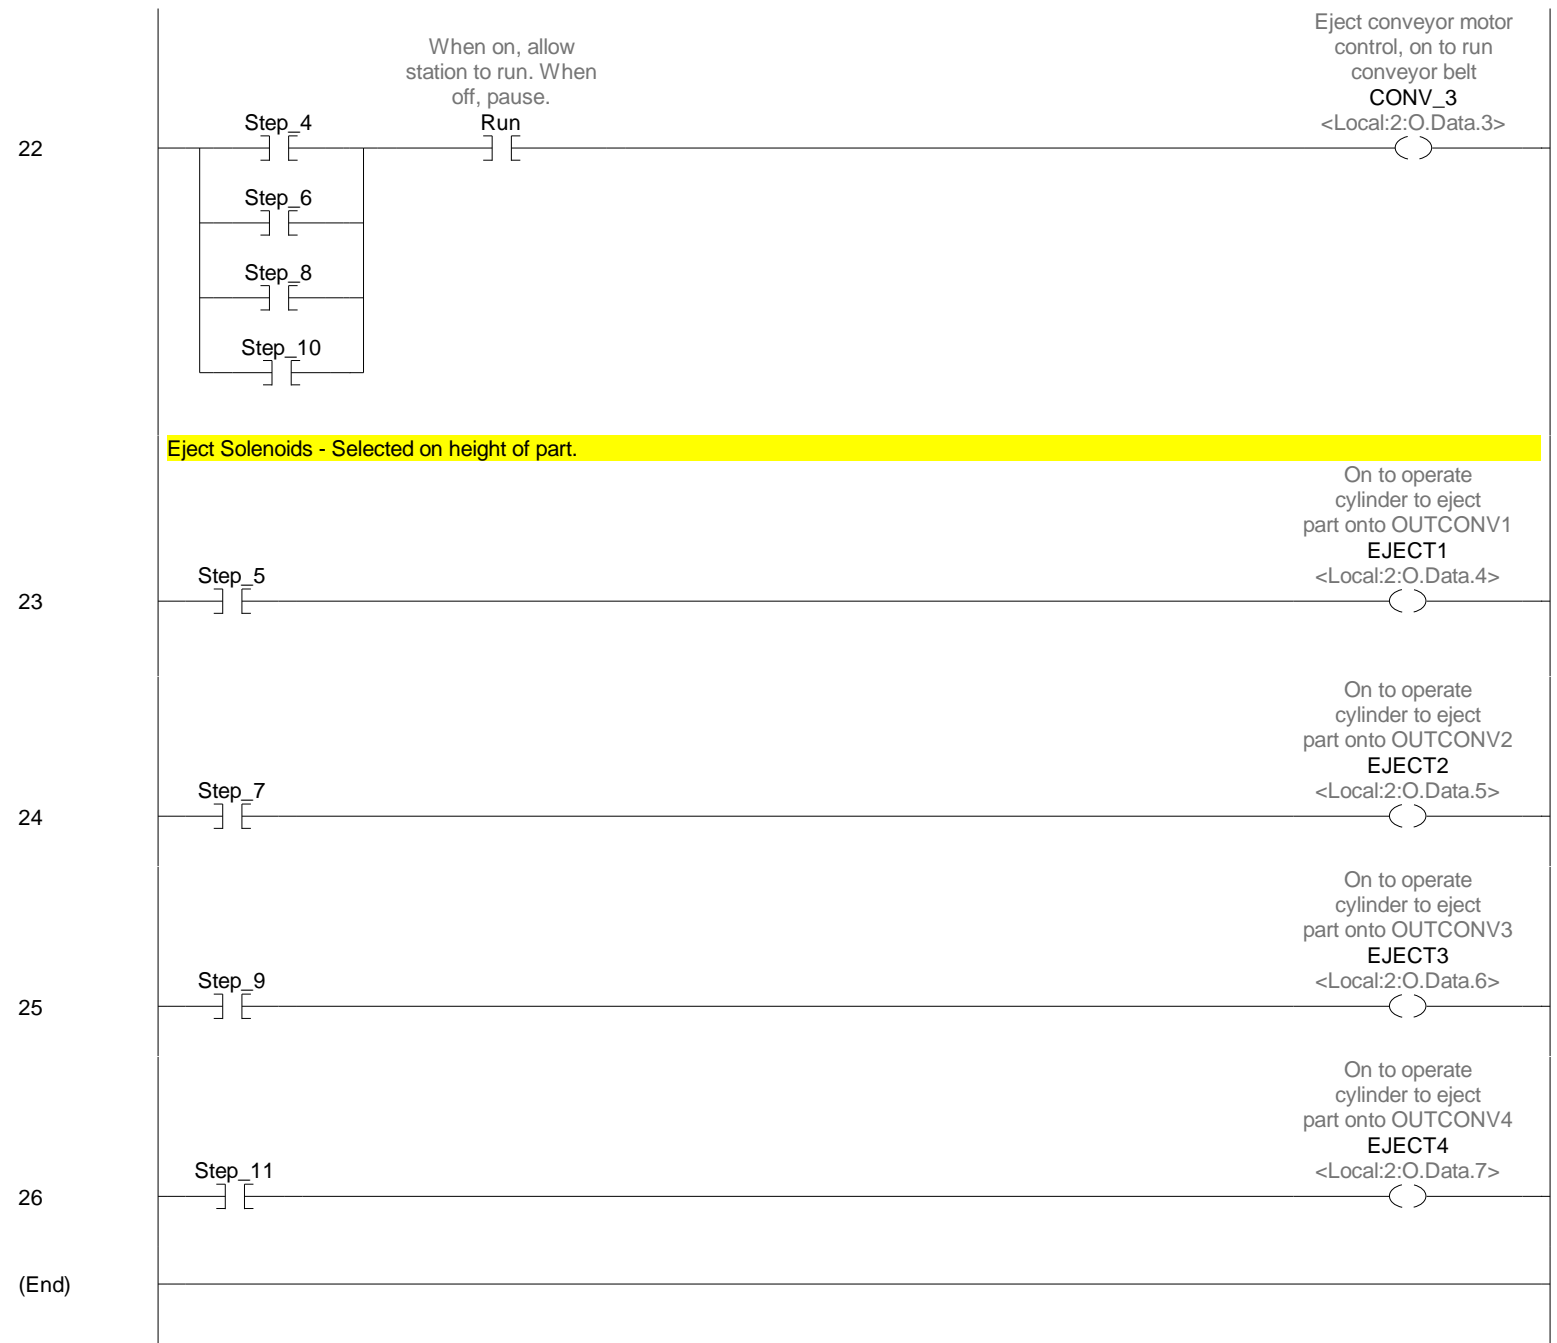 Eject conveyor motor
control, on to run
conveyor belt
CONV_3
<Local:2:O.Data.3>
When on, allow
station to run. When
off, pause.
Run
Step_4
22
Step_6
Step_8
Step_10
Eject Solenoids - Selected on height of part.
On to operate
cylinder to eject
part onto OUTCONV1
EJECT1
<Local:2:O.Data.4>
Step_5
23
On to operate
cylinder to eject
part onto OUTCONV2
EJECT2
<Local:2:O.Data.5>
Step_7
24
On to operate
cylinder to eject
part onto OUTCONV3
EJECT3
<Local:2:O.Data.6>
Step_9
25
On to operate
cylinder to eject
part onto OUTCONV4
EJECT4
<Local:2:O.Data.7>
Step_11
26
(End)